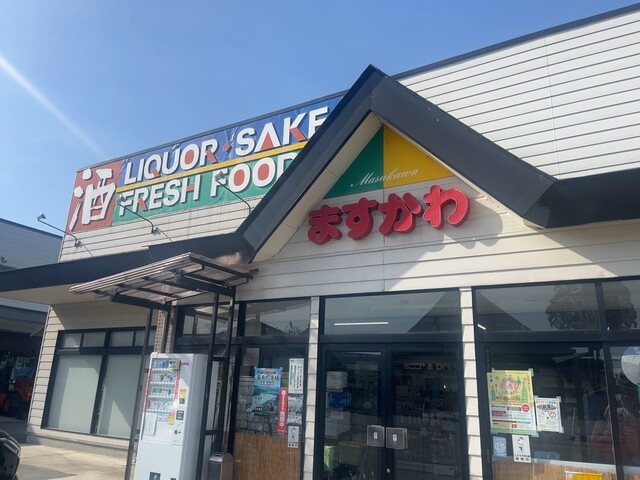 酒
LIQUOR・SAKE
FRESH FOOD
Masukawa
ますかわ